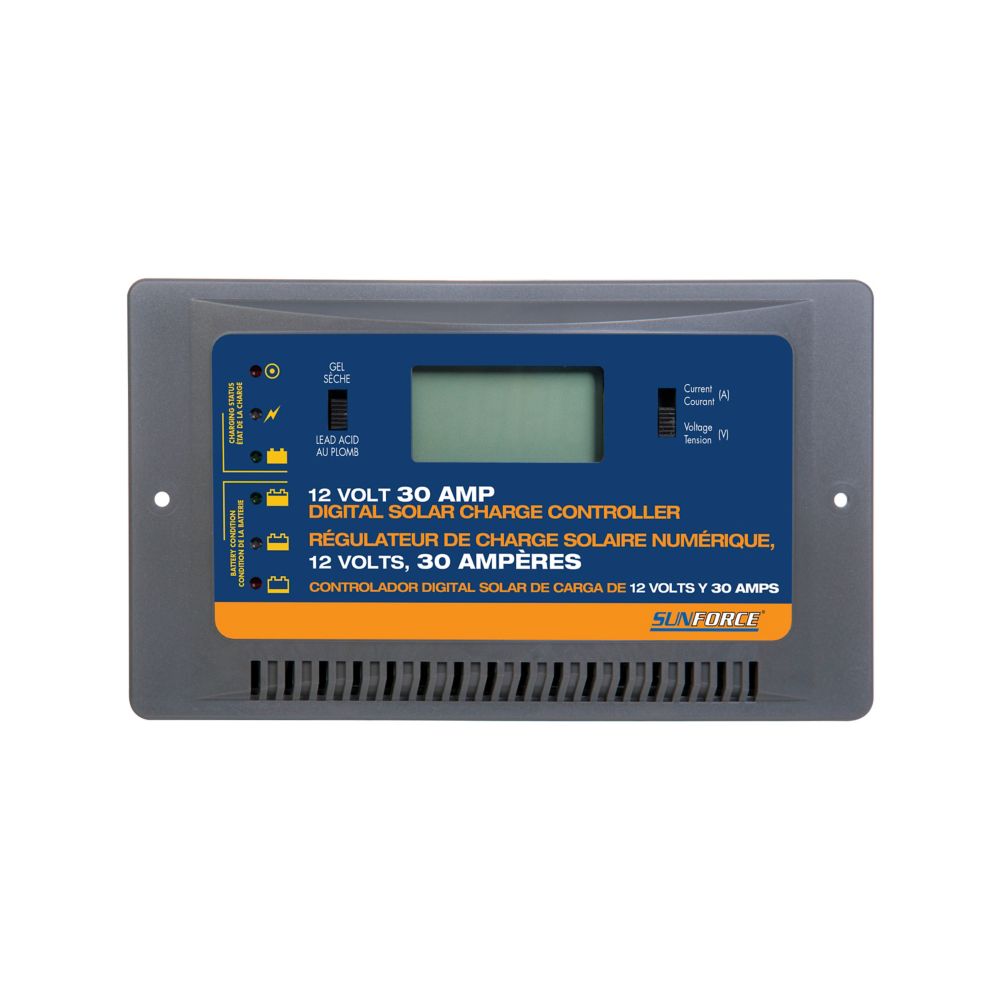 CHARGING STATUS
ÉTAT DE LA CHARGE
GEL
SÈCHE
LEAD ACID
AU PLOMB
Current
Courant (A)
Voltage
Tension (V)
BATTERY CONDITION
CONDITION DE LA BATTERIE
12 VOLT 30 AMP
DIGITAL SOLAR CHARGE CONTROLLER
RÉGULATEUR DE CHARGE SOLAIRE NUMÉRIQUE,
12 VOLTS, 30 AMPÈRES
CONTROLADOR DIGITAL SOLAR DE CARGA DE 12 VOLTS Y 30 AMPS
SUNFORCE®